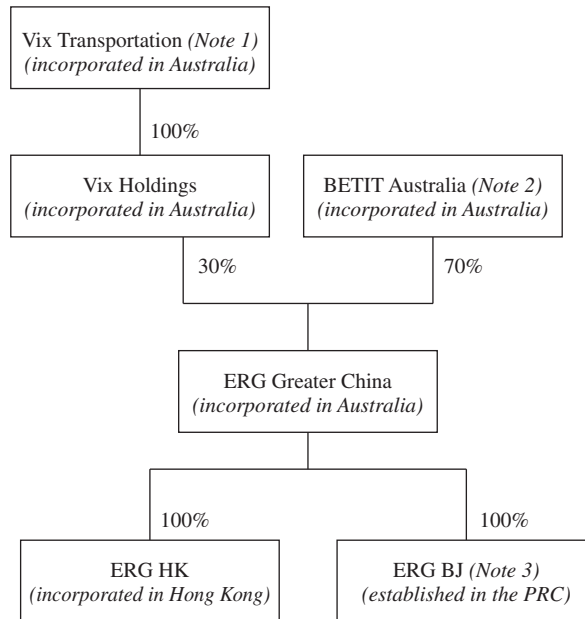 Vix Transportation (Note 1)
(incorporated in Australia)
100%
Vix Holdings
(incorporated in Australia)
BETIT Australia (Note 2)
(incorporated in Australia)
30%
70%
ERG Greater China
(incorporated in Australia)
100%
100%
ERG HK
(incorporated in Hong Kong)
ERG BJ (Note 3)
(established in the PRC)